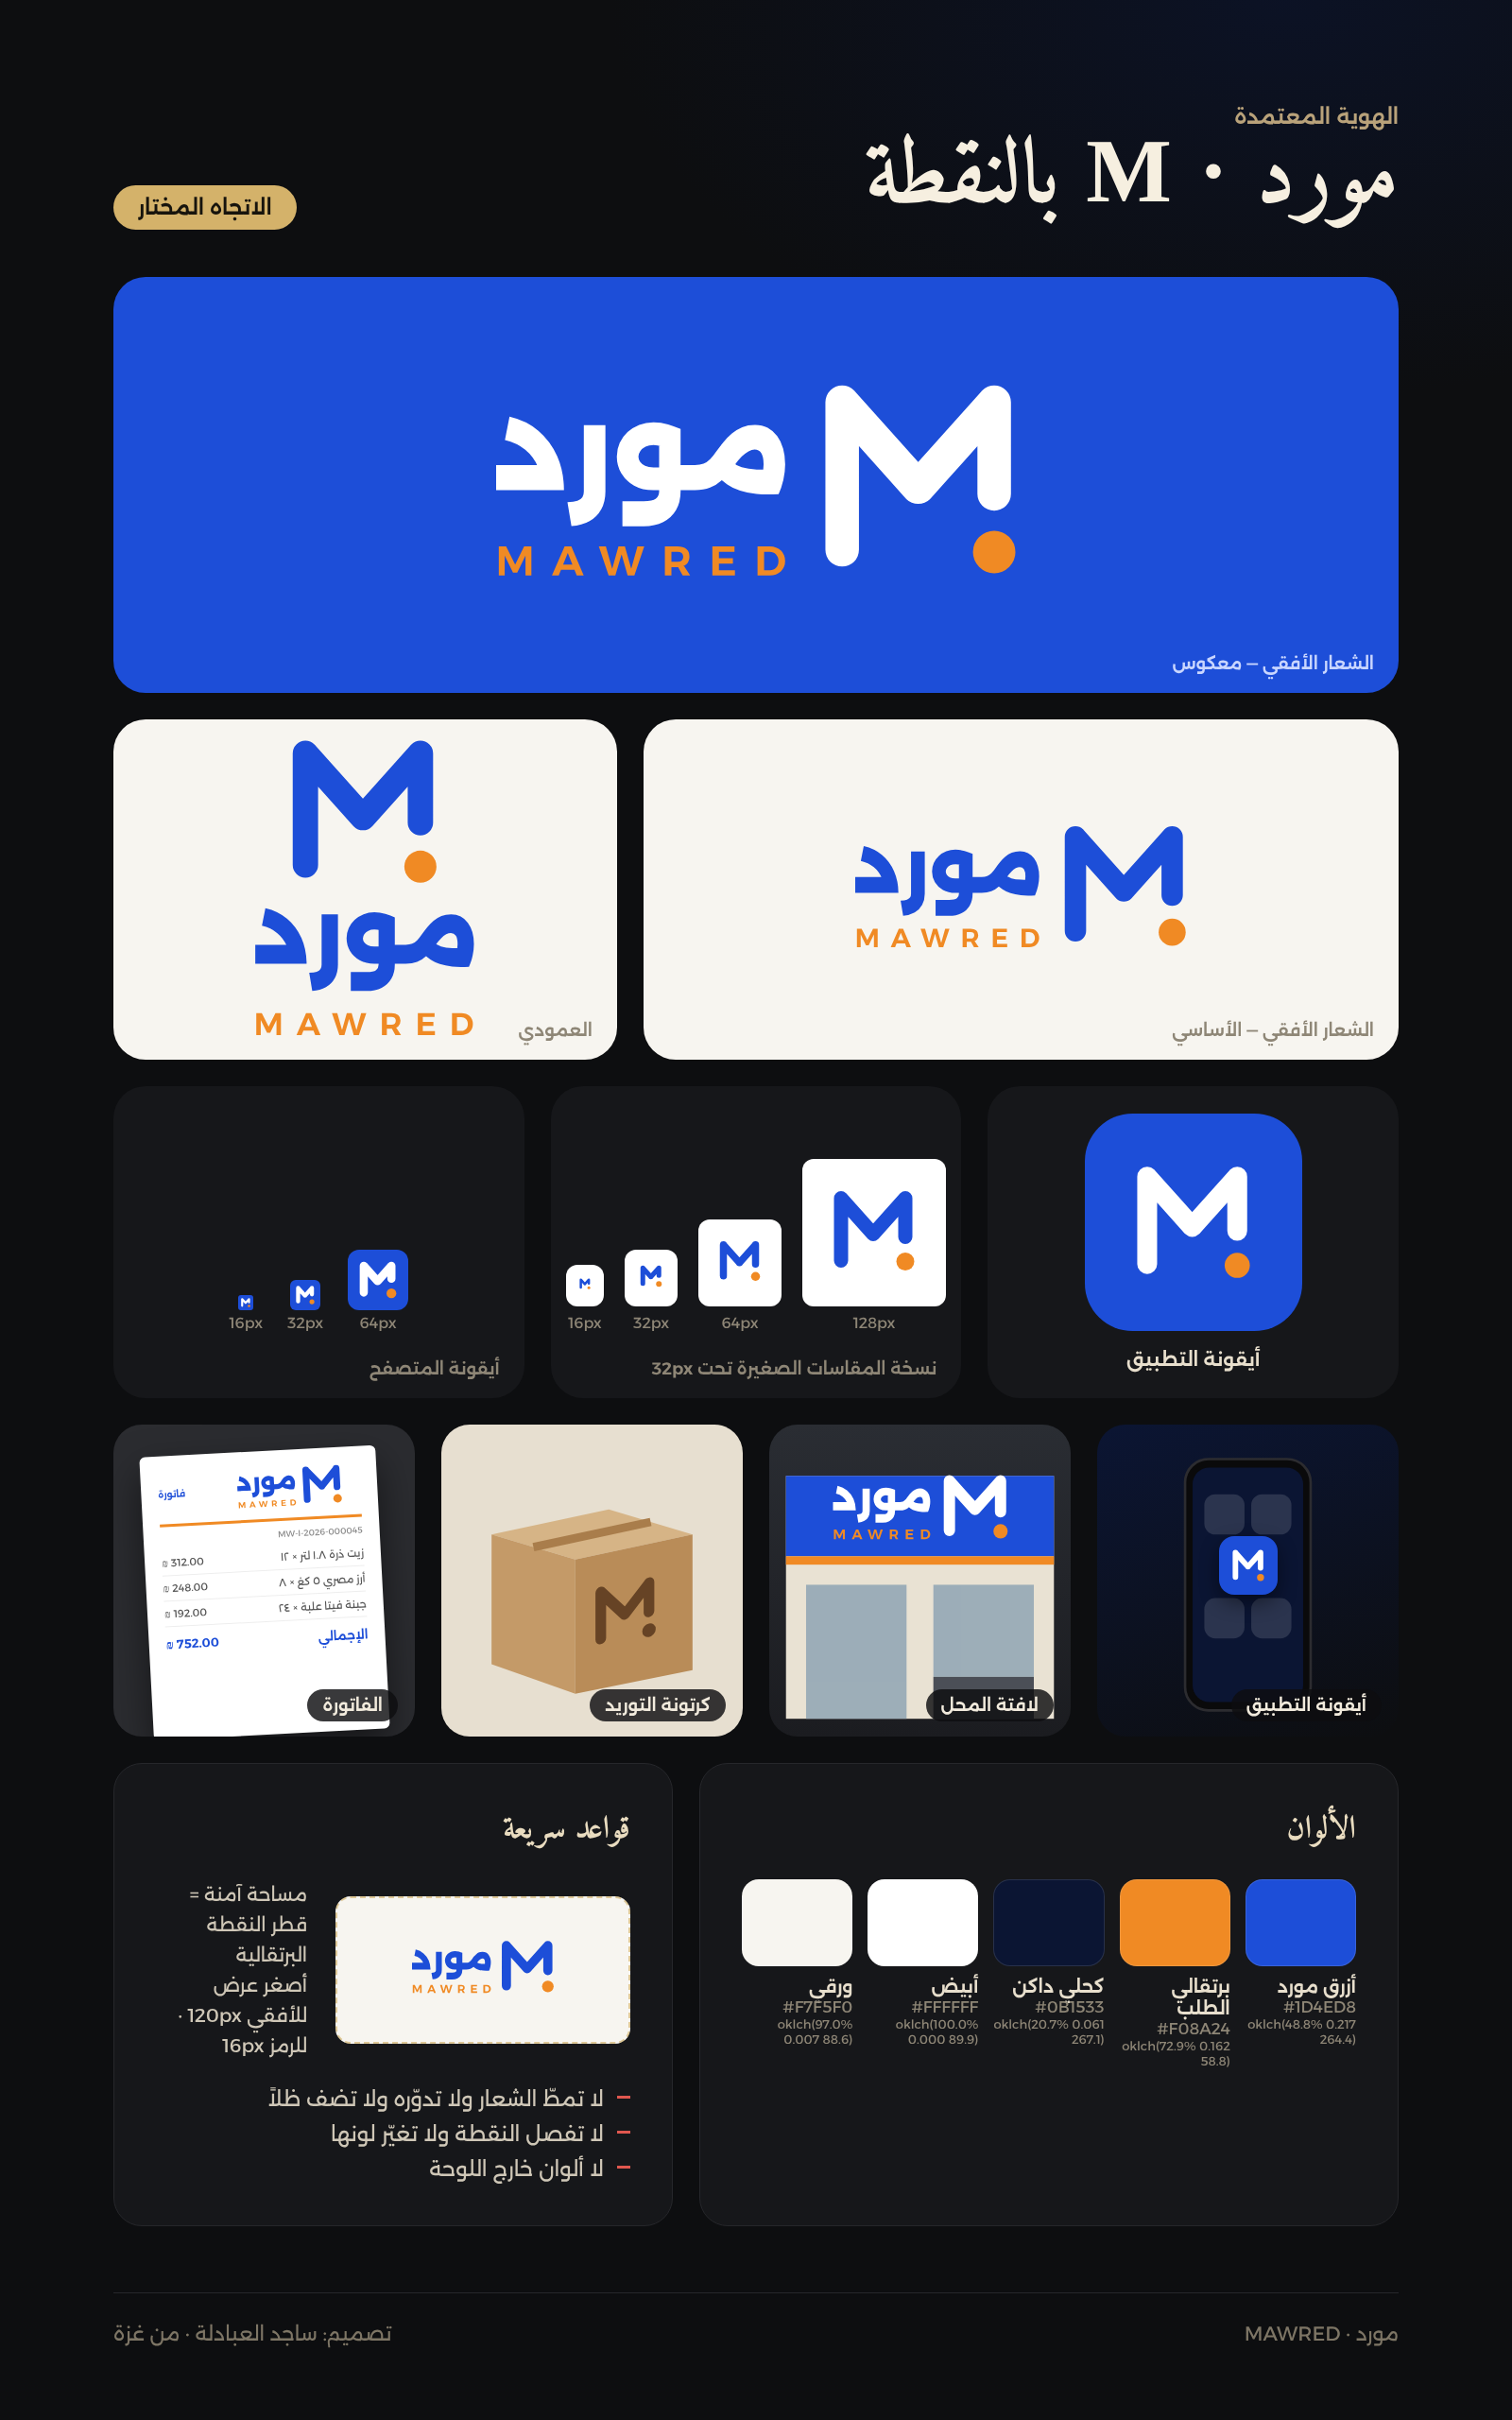 الهوية المعتمدة
مورد · M بالنقطة
الاتجاه المختار
مورد
MAWRED
الشعار الأفقي – معكوس
مورد
MAWRED
الشعار الأفقي – الأساسي
مورد
MAWRED
العمودي
أيقونة التطبيق
128px
64px
32px
16px
نسخة المقاسات الصغيرة تحت 32px
64px
32px
16px
أيقونة المتصفح
أيقونة التطبيق
مورد
MAWRED
لافتة المحل
كرتونة التوريد
مورد
MAWRED
فاتورة
MW-I-2026-000045
زيت ذرة ١.٨ لتر × ١٢
312.00 ₪
أرز مصري ٥ كغ × ٨
248.00 ₪
جبنة فيتا علبة × ٢٤
192.00 ₪
الإجمالي
752.00 ₪
الفاتورة
الألوان
أزرق مورد
#1D4ED8
oklch(48.8% 0.217
264.4)
برتقالي
الطلب
#F08A24
oklch(72.9% 0.162
58.8)
كحلي داكن
#0B1533
oklch(20.7% 0.061
267.1)
أبيض
#FFFFFF
oklch(100.0%
0.000 89.9)
ورقي
#F7F5F0
oklch(97.0%
0.007 88.6)
قواعد سريعة
مورد
MAWRED
مساحة آمنة =
قطر النقطة
البرتقالية
أصغر عرض
للأفقي 120px ·
للرمز 16px
– لا تمطّ الشعار ولا تدوّره ولا تضف ظلاً
– لا تفصل النقطة ولا تغيّر لونها
– لا ألوان خارج اللوحة
مورد · MAWRED
تصميم: ساجد العبادلة · من غزة